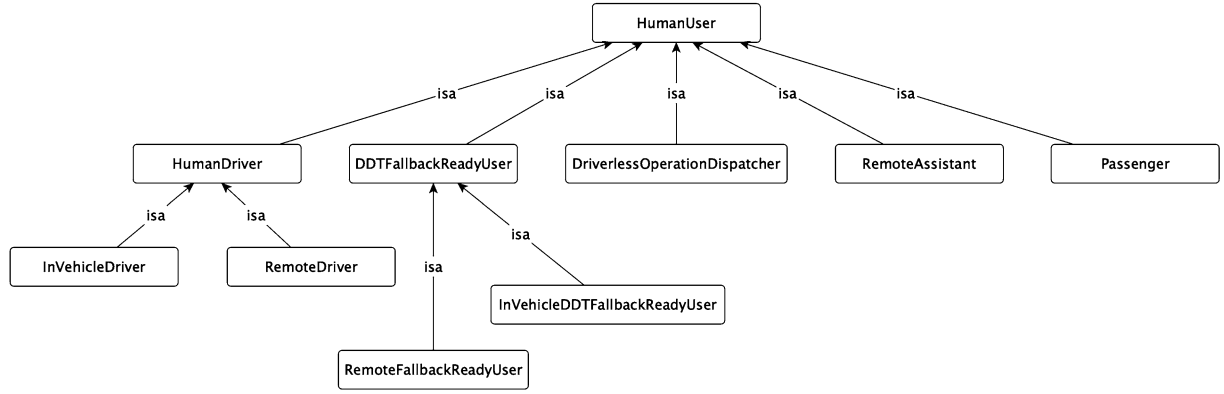 HumanUser
isa
isa
isa
isa
isa
HumanDriver
DDTFallbackReadyUser
DriverlessOperationDispatcher
RemoteAssistant
Passenger
isa
isa
isa
isa
InVehicleDriver
RemoteDriver
InVehicleDDTFallbackReadyUser
RemoteFallbackReadyUser